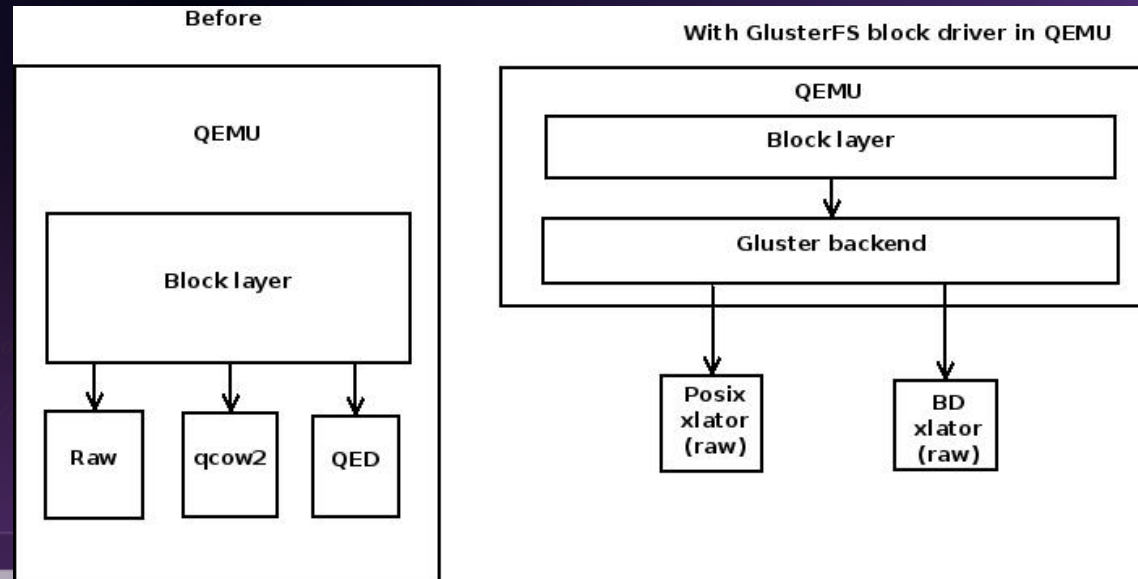 Before
QEMU
Block layer
Raw
qcow2
QED
With GlusterFS block driver in QEMU
QEMU
Block layer
Gluster backend
Posix
xlator
(raw)
BD
xlator
(raw)